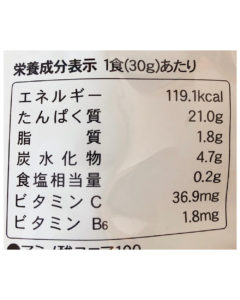 栄養成分表示 1食(30g)あたり
エネルギー 119.1kcal
たんぱく質 21.0g
脂質 1.8g
炭水化物 4.7g
食塩相当量 0.2g
ビタミンC 36.9mg
ビタミンB6 1.8mg